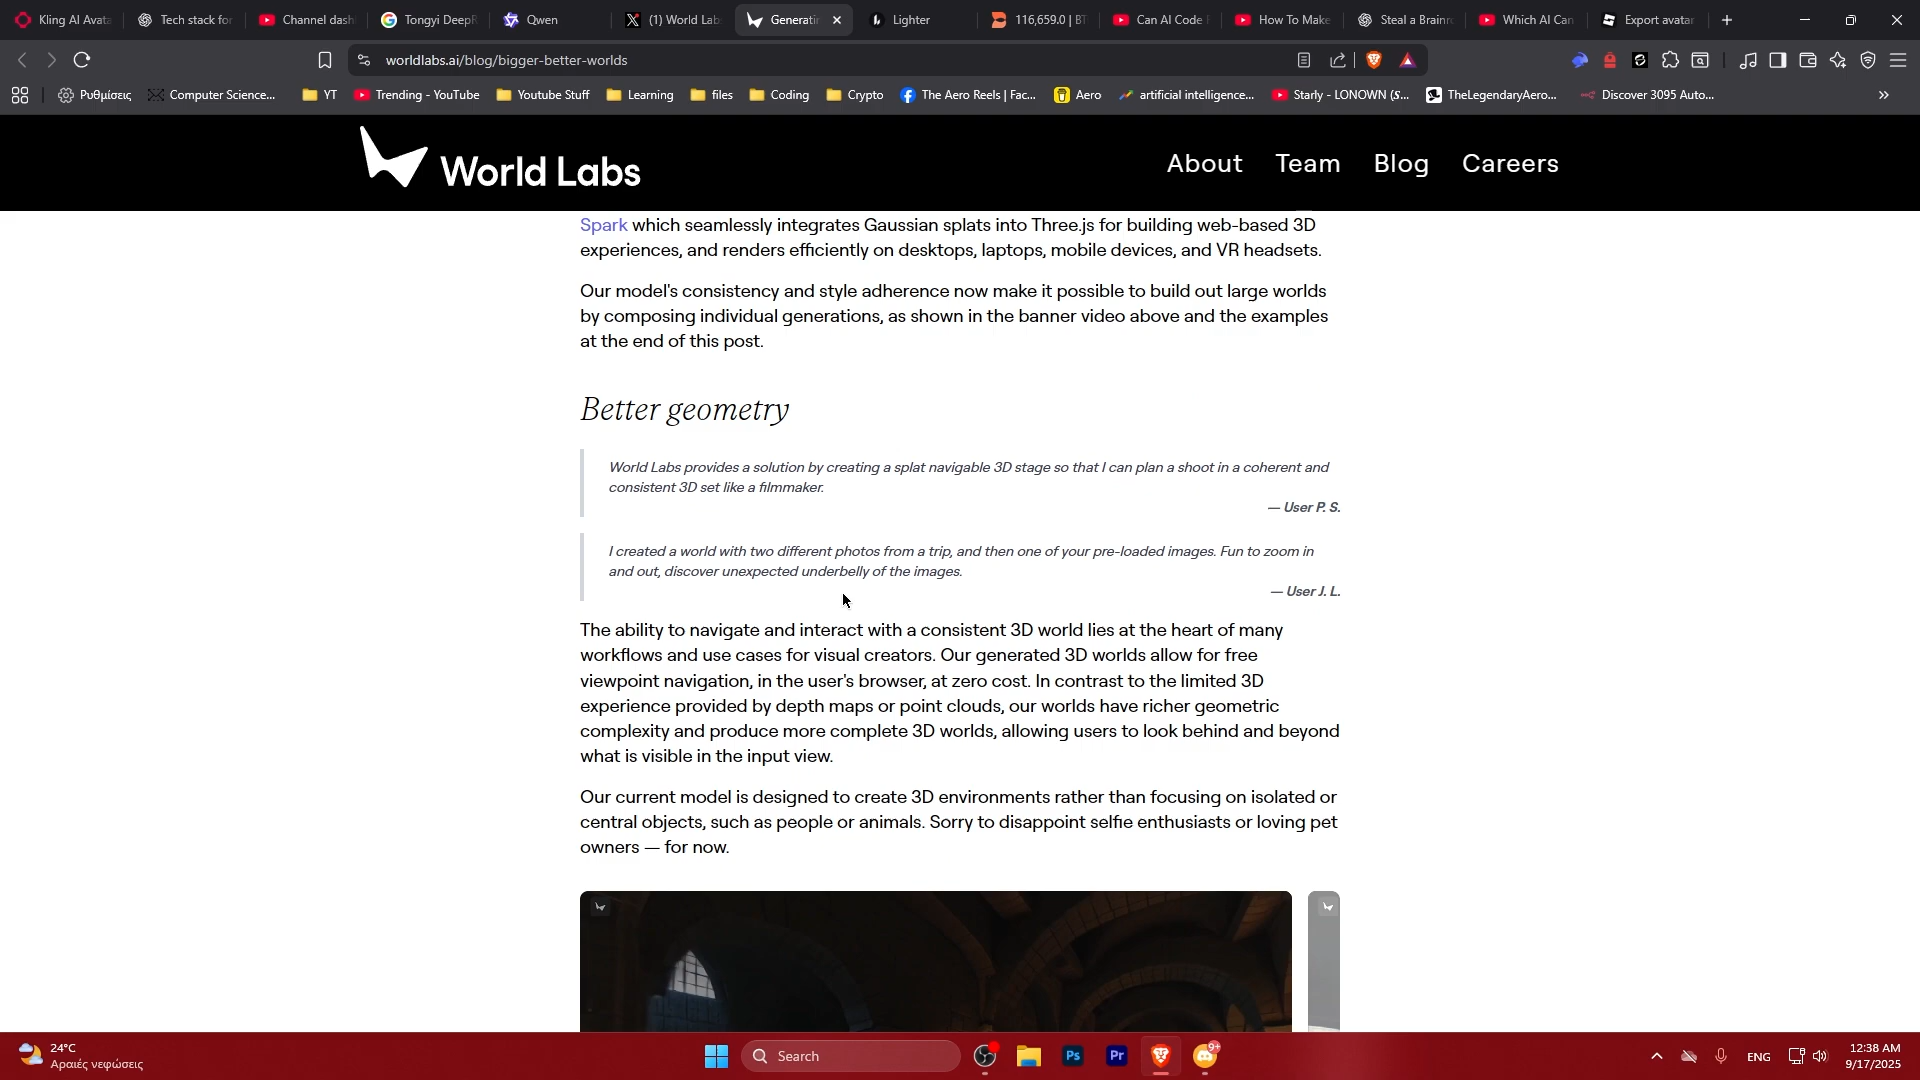 Kling AI Avata
Tech stack for
Channel dash
Tongyi DeepR
Qwen
(1) World Lab
Generatin
Lighter
116,659.0 | BT
Can AI Code
How To Make
Steal a Brainr
Which AI Can
Export avatar
worldlabs.ai/blog/bigger-better-worlds
Ρυθμίσεις
Computer Science...
YT
Trending - YouTube
Youtube Stuff
Learning
files
Coding
Crypto
The Aero Reels | Fac...
Aero
artificial intelligence...
Starly - LONOWN (S...
TheLegendaryAero...
Discover 3095 Auto...
World Labs
About
Team
Blog
Careers
Spark which seamlessly integrates Gaussian splats into Three.js for building web-based 3D
experiences, and renders efficiently on desktops, laptops, mobile devices, and VR headsets.
Our model's consistency and style adherence now make it possible to build out large worlds
by composing individual generations, as shown in the banner video above and the examples
at the end of this post.
Better geometry
World Labs provides a solution by creating a splat navigable 3D stage so that I can plan a shoot in a coherent and
consistent 3D set like a filmmaker.
— User P. S.
I created a world with two different photos from a trip, and then one of your pre-loaded images. Fun to zoom in
and out, discover unexpected underbelly of the images.
— User J. L.
The ability to navigate and interact with a consistent 3D world lies at the heart of many
workflows and use cases for visual creators. Our generated 3D worlds allow for free
viewpoint navigation, in the user's browser, at zero cost. In contrast to the limited 3D
experience provided by depth maps or point clouds, our worlds have richer geometric
complexity and produce more complete 3D worlds, allowing users to look behind and beyond
what is visible in the input view.
Our current model is designed to create 3D environments rather than focusing on isolated or
central objects, such as people or animals. Sorry to disappoint selfie enthusiasts or loving pet
owners — for now.
24°C
Αραιές νεφώσεις
Search
Ps
Pr
9+
ENG
12:38 AM
9/17/2025